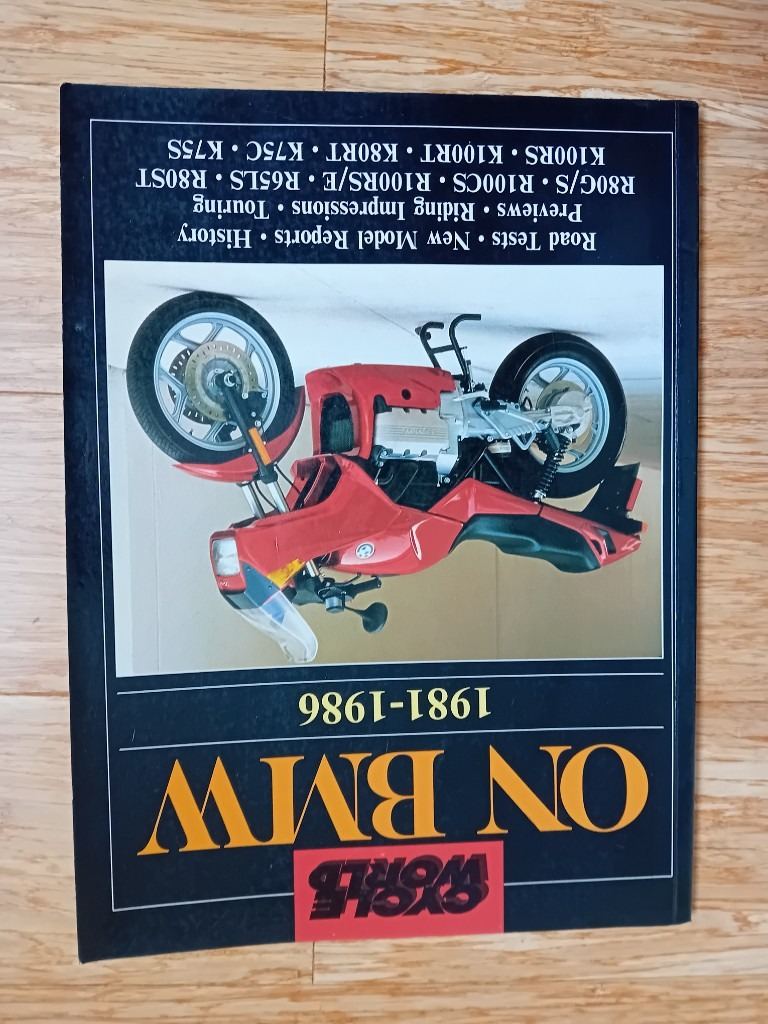 CYCLE
WORLD
ON BMW
1981-1986
Road Tests • New Model Reports • History
Previews • Riding Impressions • Touring
R80G/S • R100CS • R100RS/E • R65LS • R80ST
K100RS • K100RT • K80RT • K75C • K75S